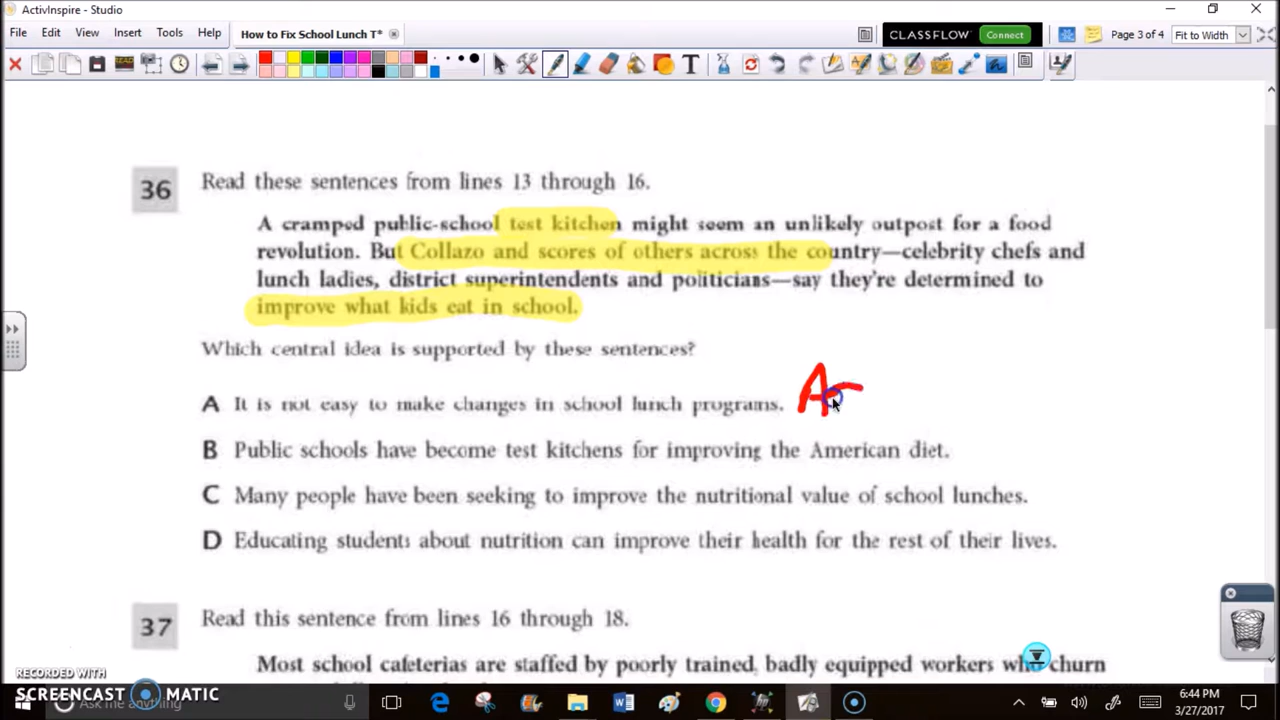 ActivInspire - Studio
File Edit View Insert Tools Help
How to Fix School Lunch T*
CLASSFLOW Connect
Page 3 of 4
Fit to Width
36
Read these sentences from lines 13 through 16.
A cramped public-school test kitchen might seem an unlikely outpost for a food
revolution. But Collazo and scores of others across the country—celebrity chefs and
lunch ladies, district superintendents and politicians—say they're determined to
improve what kids eat in school.
Which central idea is supported by these sentences?
A It is not easy to make changes in school lunch programs.
B Public schools have become test kitchens for improving the American diet.
C Many people have been seeking to improve the nutritional value of school lunches.
D Educating students about nutrition can improve their health for the rest of their lives.
37
Read this sentence from lines 16 through 18.
Most school cafeterias are staffed by poorly trained, badly equipped workers who churn
RECORDED WITH
SCREENCAST MATIC
Ask me anything
6:44 PM
3/27/2017